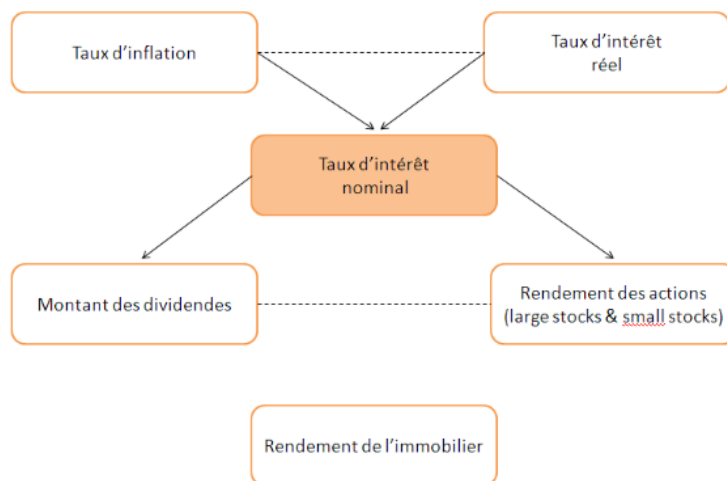 Taux d'inflation
Taux d'intérêt
réel
Taux d'intérêt
nominal
Montant des dividendes
Rendement des actions
(large stocks & small stocks)
Rendement de l'immobilier